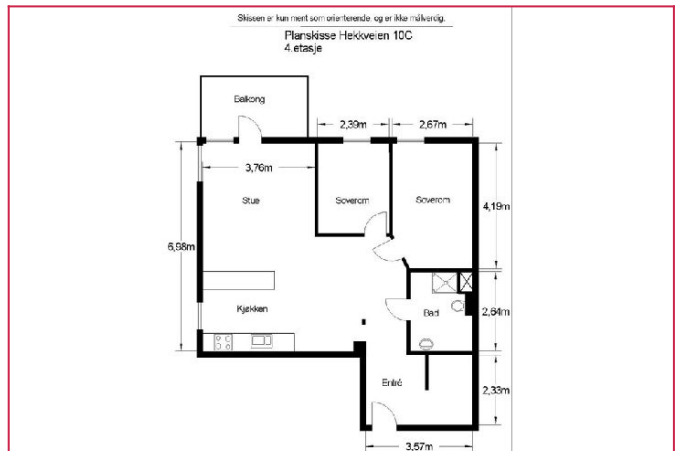 Skissen er kun ment som orienterende, og er ikke målverdig.
Planskisse Hekkveien 10C
4.etasje
Balkong
2,39m
2,67m
3,76m
Stue
Soverom
Soverom
4,19m
6,98m
Kjøkken
Bad
2,64m
Entré
2,33m
3,57m